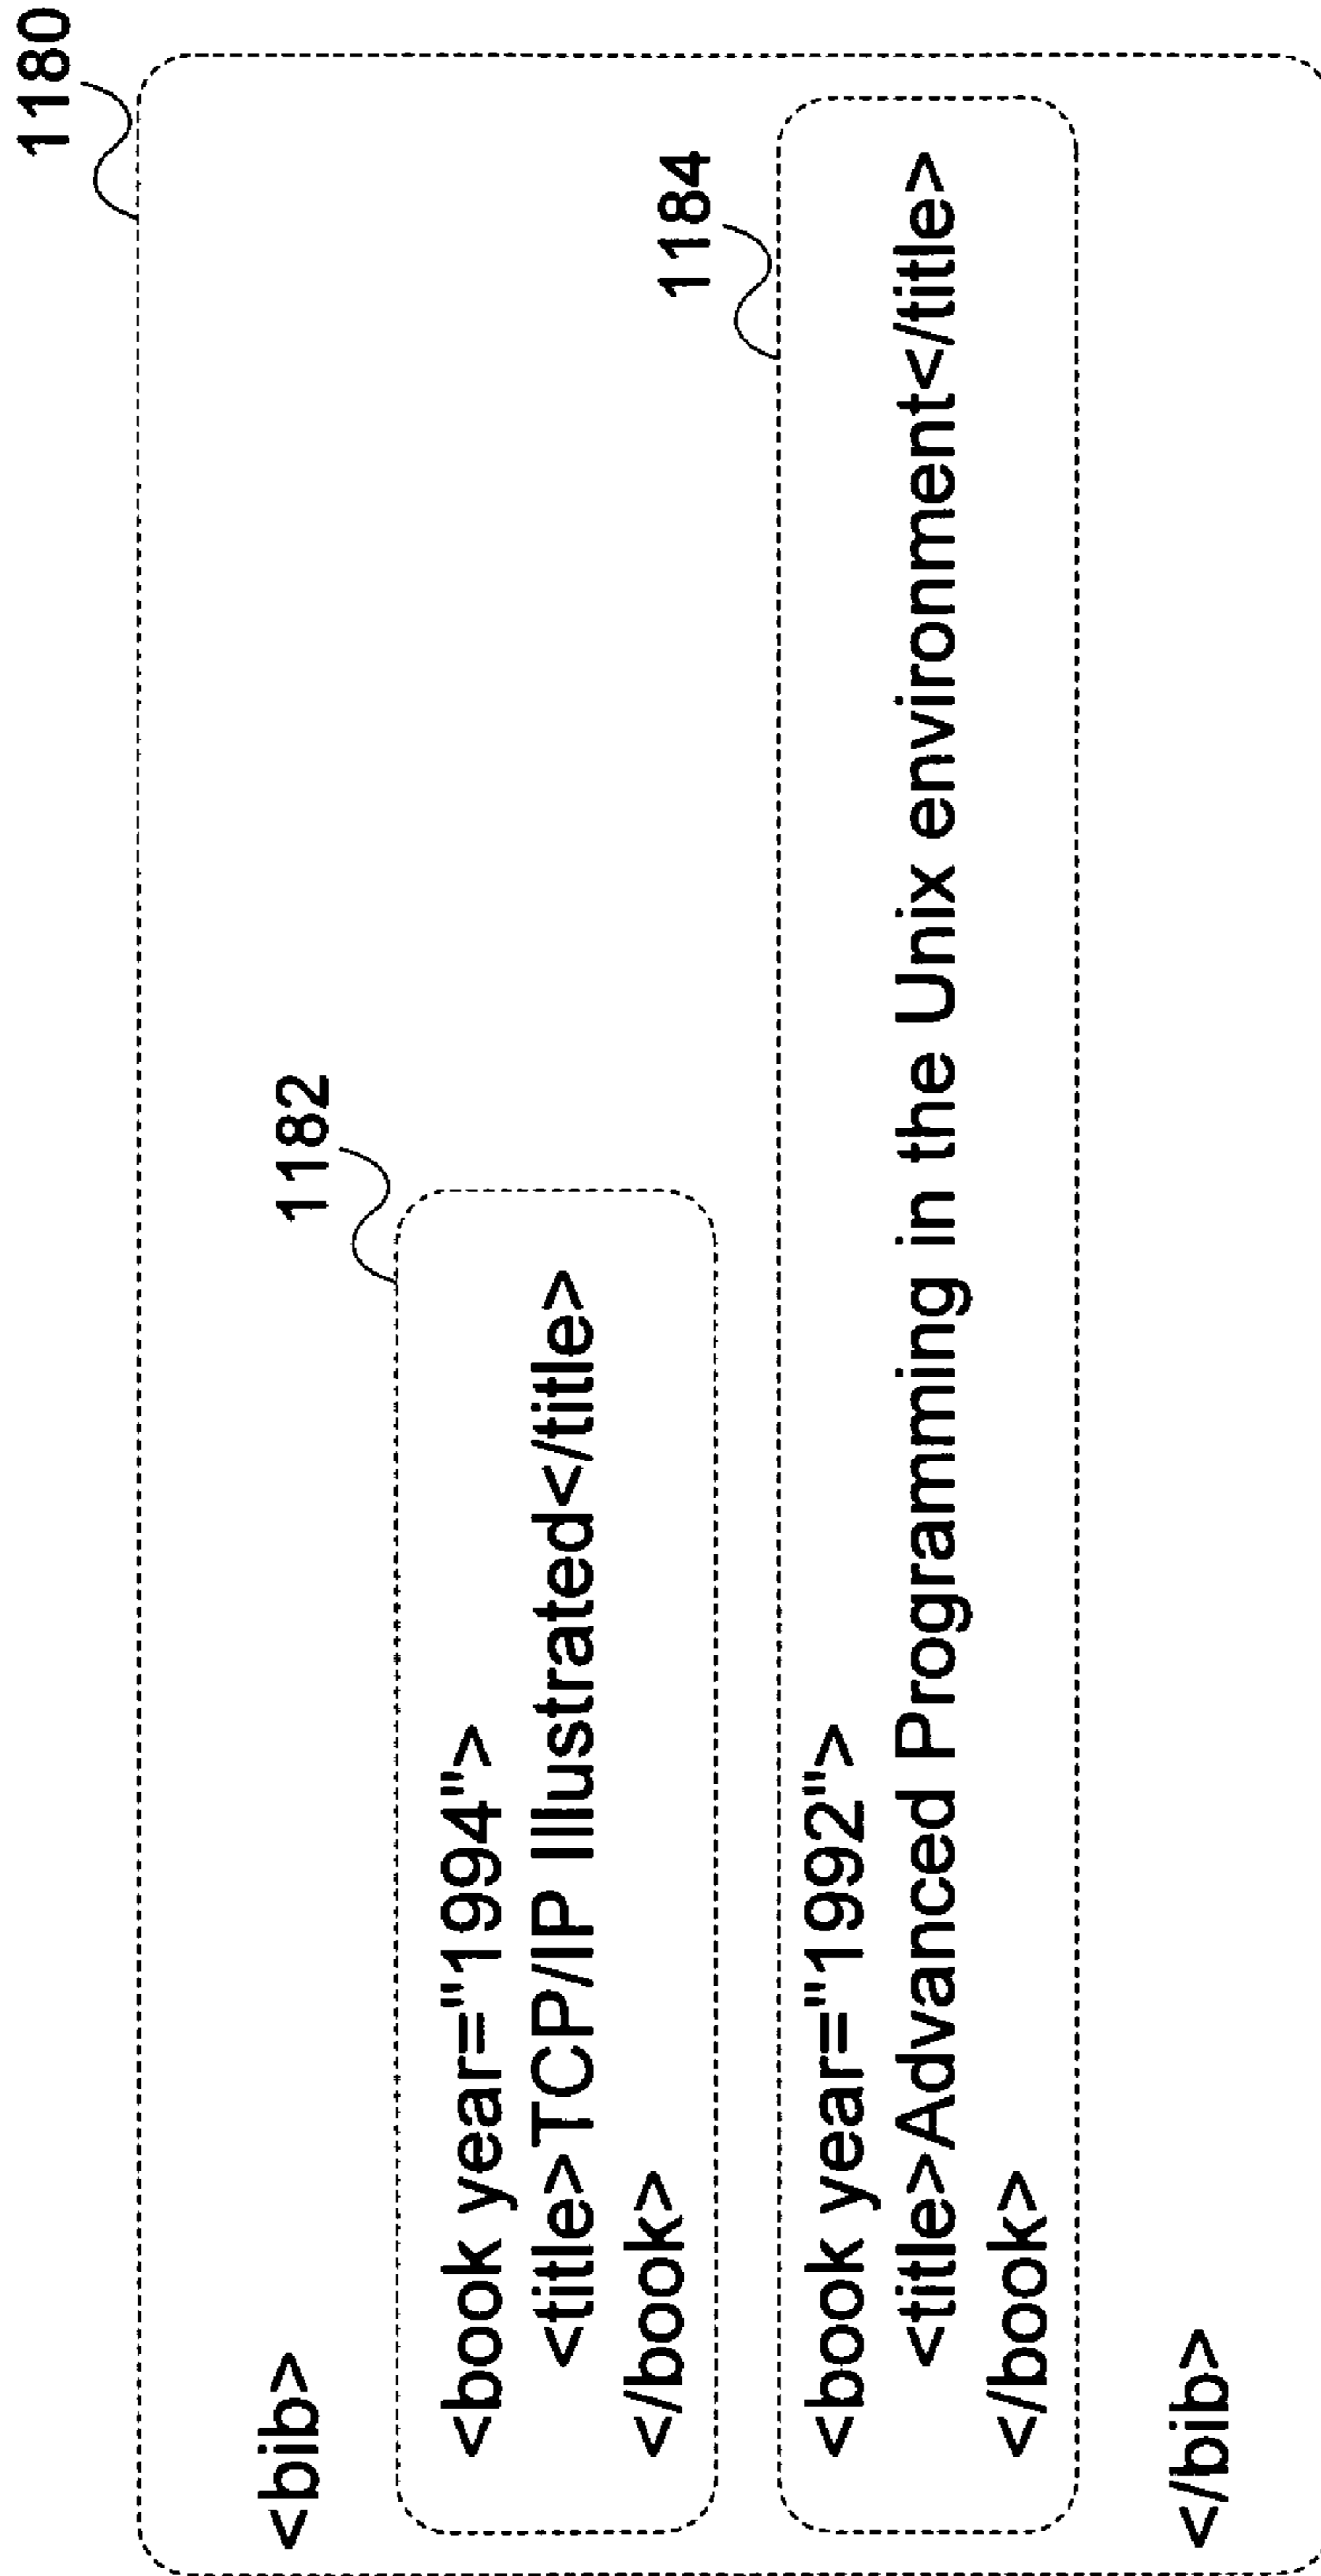 1180
<bib>
1182
<book year="1994">
<title>TCP/IP Illustrated</title>
</book>
1184
<book year="1992">
<title>Advanced Programming in the Unix environment</title>
</book>
</bib>